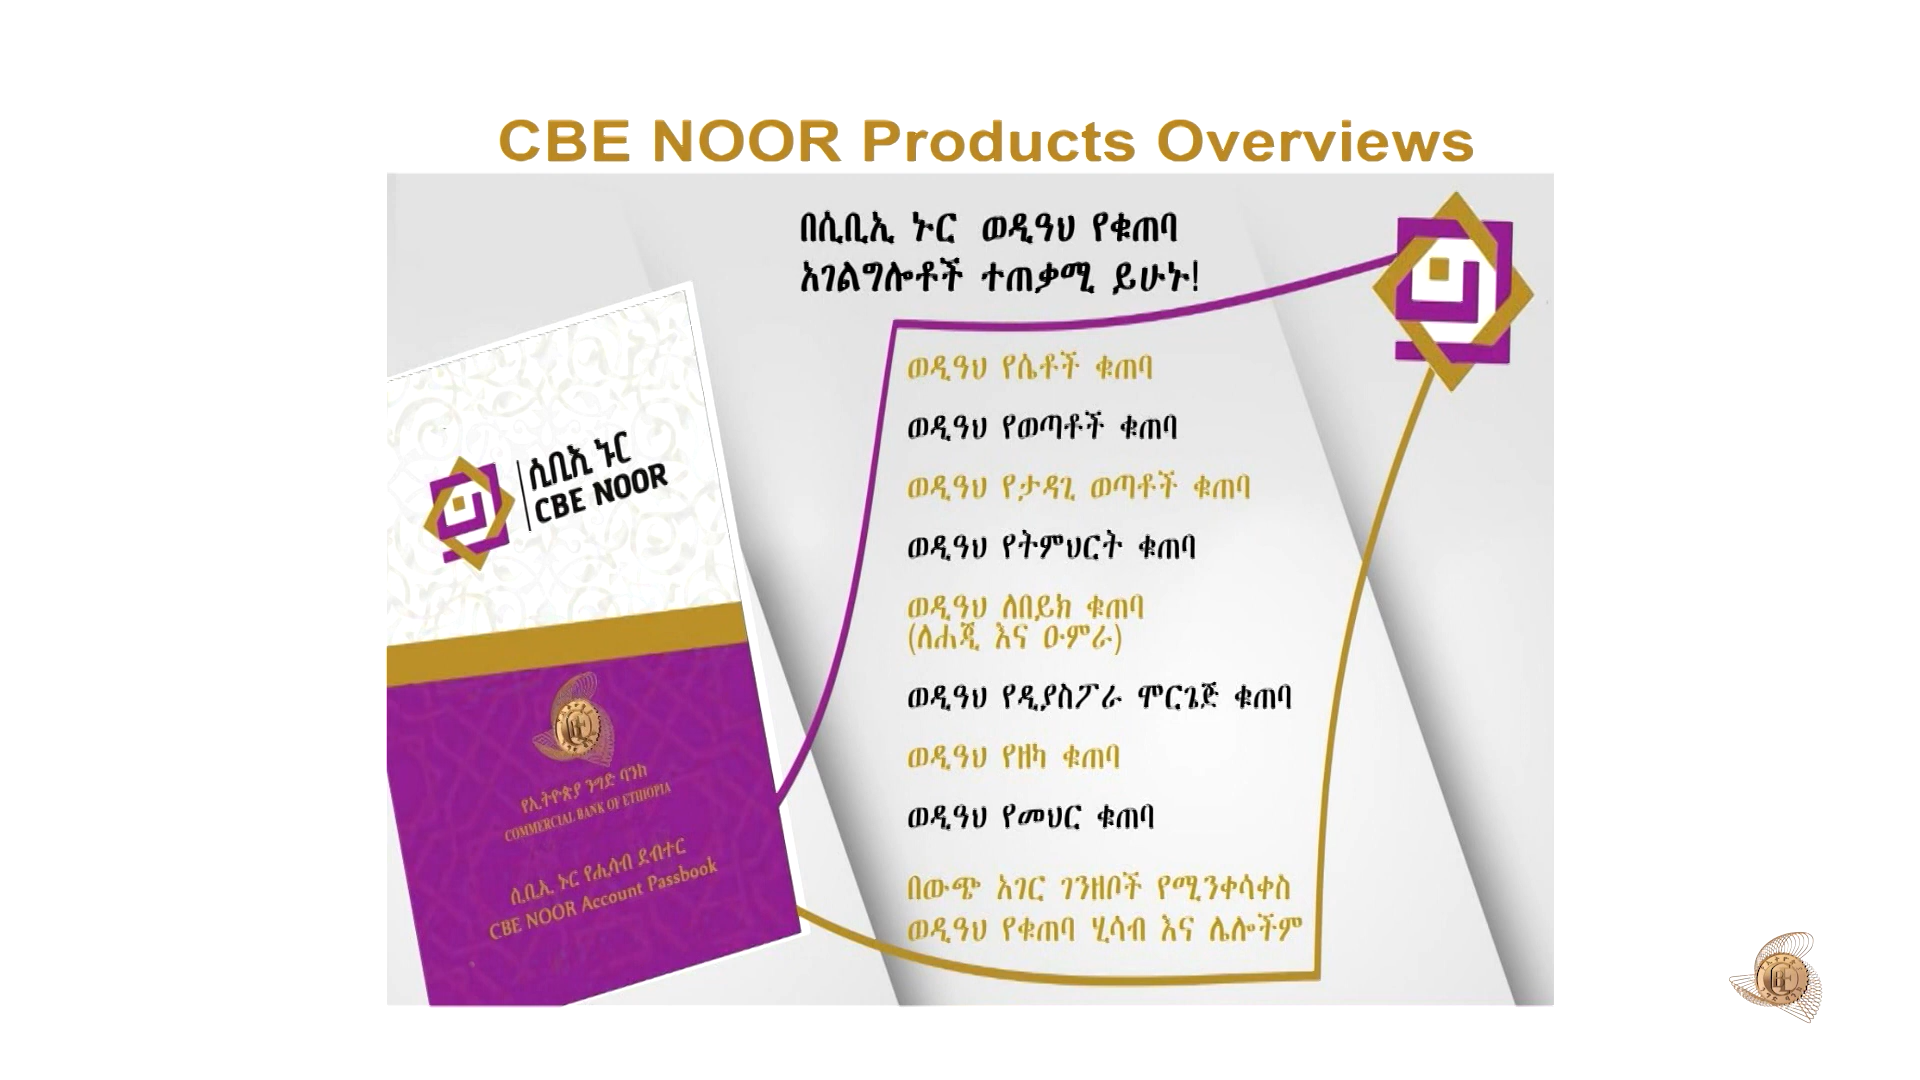 CBE NOOR Products Overviews
በሲቢኢ ኑር ወዲዓህ የቁጠባ
አገልግሎቶች ተጠቃሚ ይሁኑ!
ወዲዓህ የሴቶች ቁጠባ
ወዲዓህ የወጣቶች ቁጠባ
ወዲዓህ የታዳጊ ወጣቶች ቁጠባ
ወዲዓህ የትምህርት ቁጠባ
ወዲዓህ ለበይክ ቁጠባ
(ለሐጂ እና ዑምራ)
ወዲዓህ የዲያስፖራ ሞርጌጅ ቁጠባ
ወዲዓህ የዘካ ቁጠባ
ወዲዓህ የመህር ቁጠባ
በውጭ አገር ገንዘቦች የሚንቀሳቀስ
ወዲዓህ የቁጠባ ሂሳብ እና ሌሎችም
ሲቢኢ ኑር
CBE NOOR
የኢትዮጵያ ንግድ ባንክ
COMMERCIAL BANK OF ETHIOPIA
ሲ.ቢ.ኢ. ኑር የሒሳብ ደብተር
CBE NOOR Account Passbook